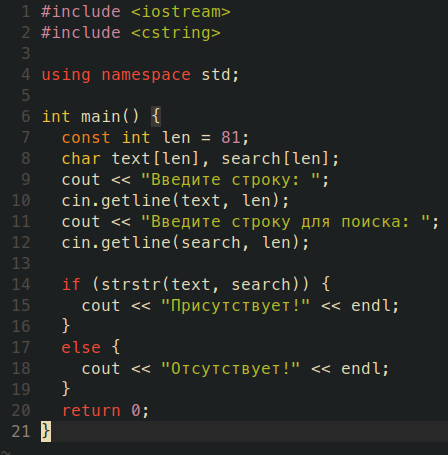 1 #include <iostream>
2 #include <cstring>
3
4 using namespace std;
5
6 int main() {
7   const int len = 81;
8   char text[len], search[len];
9   cout << "Введите строку: ";
10   cin.getline(text, len);
11   cout << "Введите строку для поиска: ";
12   cin.getline(search, len);
13
14   if (strstr(text, search)) {
15     cout << "Присутствует!" << endl;
16   }
17   else {
18     cout << "Отсутствует!" << endl;
19   }
20   return 0;
21 }
~